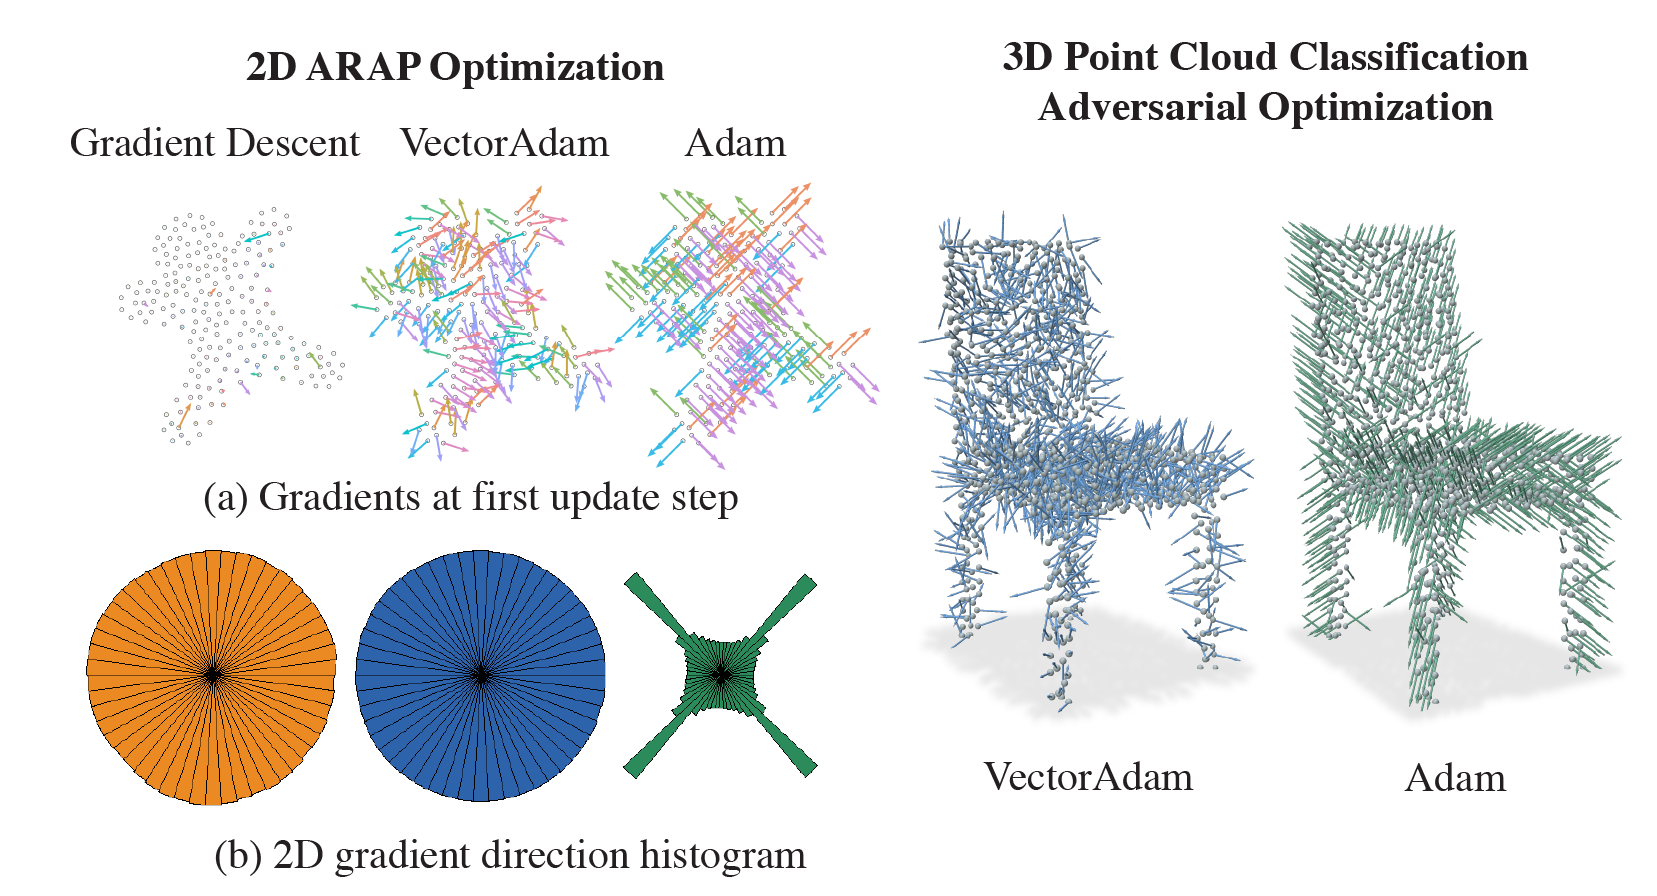 2D ARAP Optimization
Gradient Descent
VectorAdam
Adam
(a) Gradients at first update step
(b) 2D gradient direction histogram
3D Point Cloud Classification
Adversarial Optimization
VectorAdam
Adam